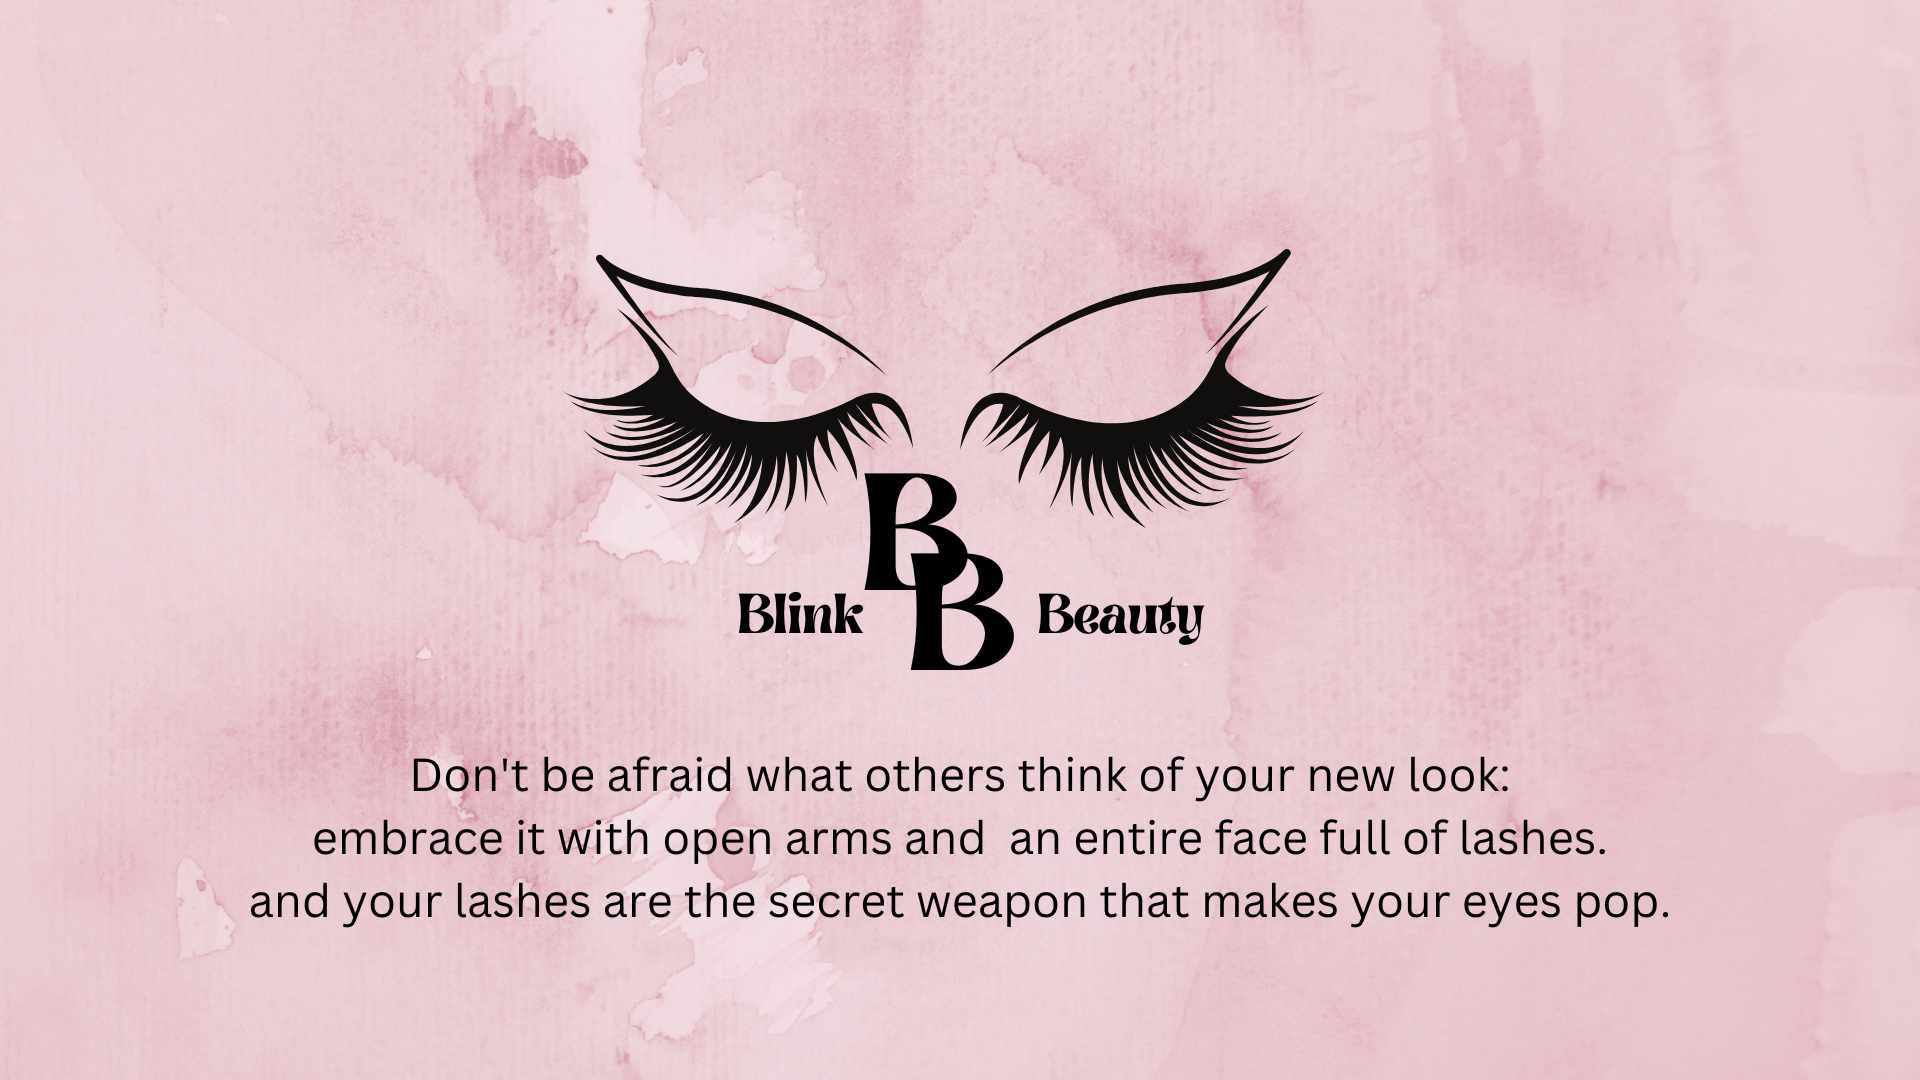 B
B
Blink
Beauty
Don't be afraid what others think of your new look:
embrace it with open arms and  an entire face full of lashes.
and your lashes are the secret weapon that makes your eyes pop.